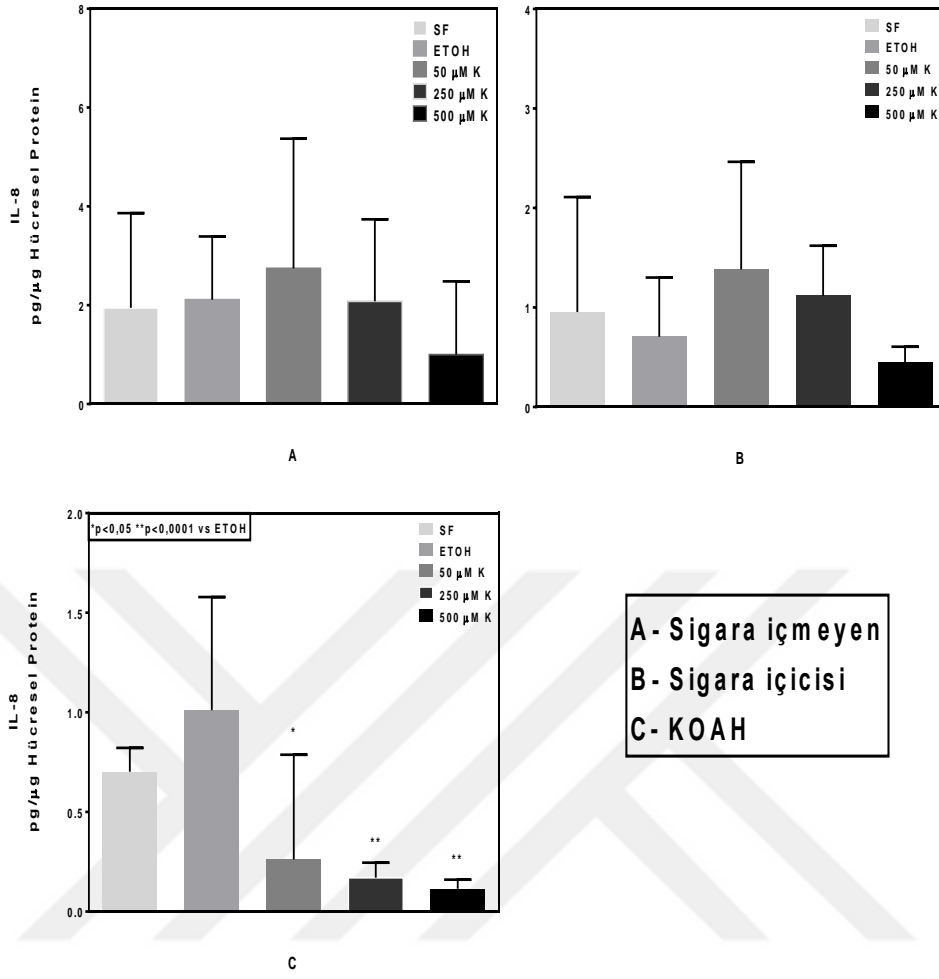 8
6
4
2
0
IL-8
pg/µg Hücresel Protein
SF
ETOH
50 µM K
250 µM K
500 µM K
A
4
3
2
1
0
SF
ETOH
50 µM K
250 µM K
500 µM K
B
2.0
1.5
1.0
0.5
0.0
IL-8
pg/µg Hücresel Protein
*p<0,05 **p<0,0001 vs ETOH
SF
ETOH
50 µM K
250 µM K
500 µM K
*
**
**
C
A- Sigara içmeyen
B- Sigara içicisi
C- KOAH